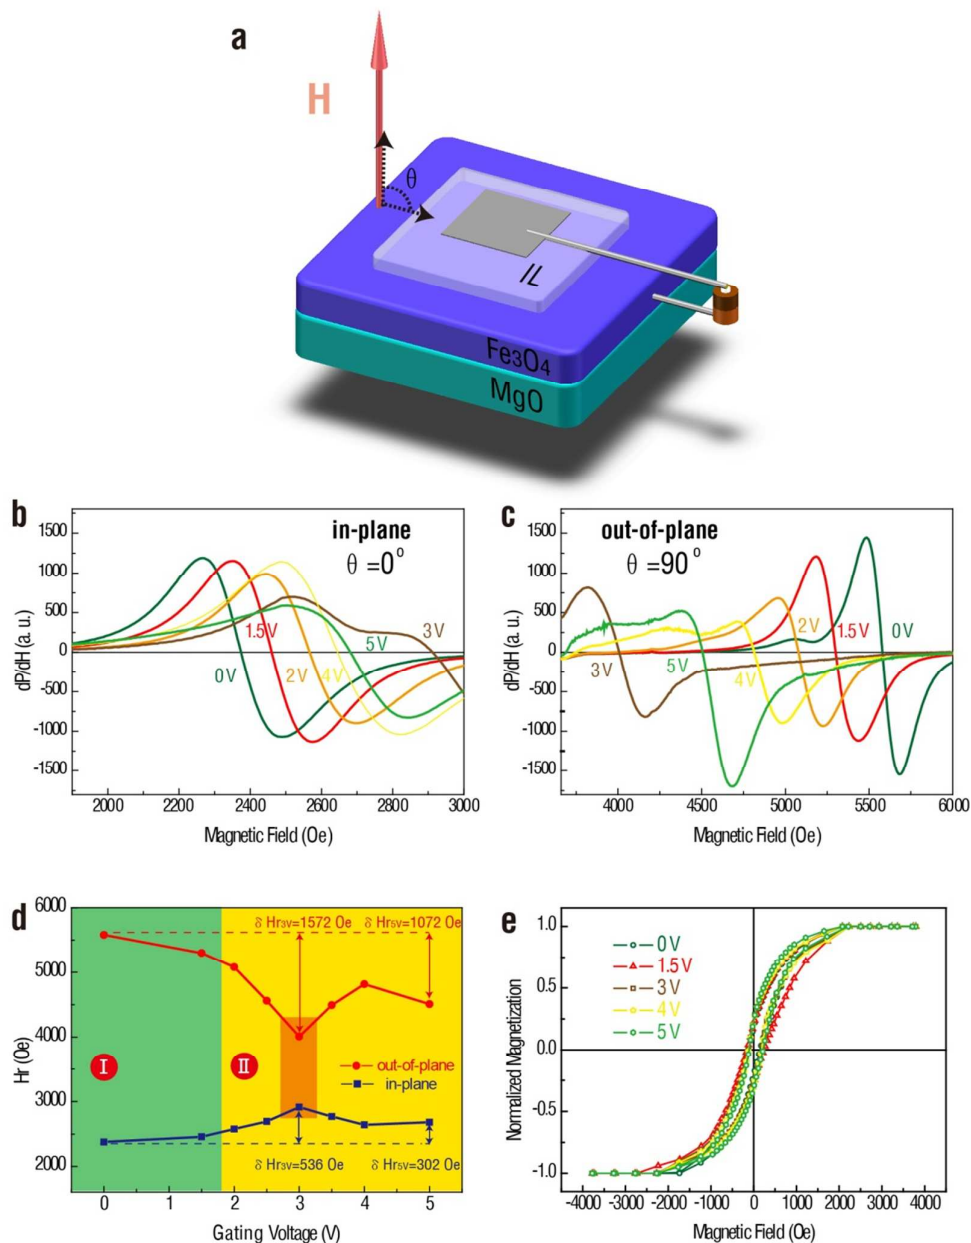 a
H
θ
IL
Fe3O4
MgO
b
in-plane
θ =0°
1500
1000
500
0
-500
-1000
-1500
dP/dH (a. u.)
0V
1.5V
2V
4V
5V
3V
2000 2200 2400 2600 2800 3000
Magnetic Field (Oe)
c
out-of-plane
θ =90°
1500
1000
500
0
-500
-1000
-1500
dP/dH (a. u.)
3V
5V
4V
2V
1.5V
0V
4000 4500 5000 5500 6000
Magnetic Field (Oe)
d
6000
5000
4000
3000
2000
Hr (Oe)
δ Hr3V=1572 Oe
δ Hr5V=1072 Oe
I
II
out-of-plane
in-plane
δ Hr3V=536 Oe
δ Hr5V=302 Oe
0 1 2 3 4 5
Gating Voltage (V)
e
1.0
0.5
0.0
-0.5
-1.0
Normalized Magnetization
0V
1.5V
3V
4V
5V
-4000 -3000 -2000 -1000 0 1000 2000 3000 4000
Magnetic Field (Oe)